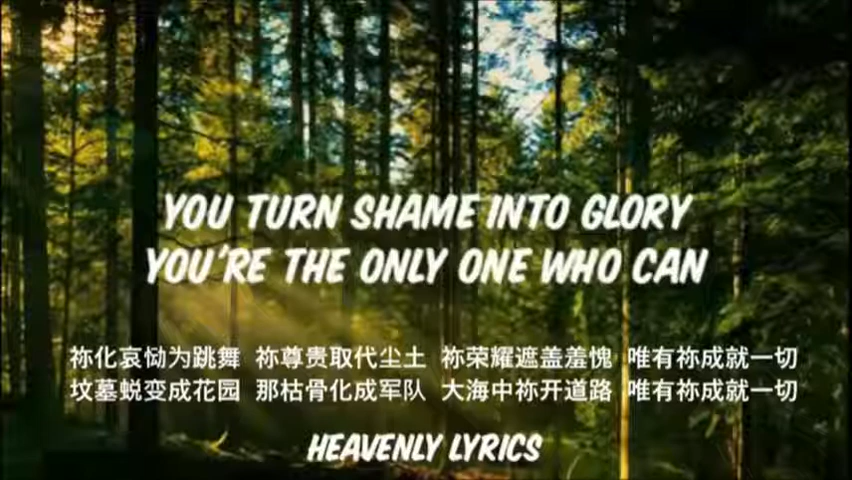 YOU TURN SHAME INTO GLORY
YOU'RE THE ONLY ONE WHO CAN
祢化哀恸为跳舞 祢尊贵取代尘土 祢荣耀遮盖羞愧 唯有祢成就一切
坟墓蜕变成花园 那枯骨化成军队 大海中祢开道路 唯有祢成就一切
HEAVENLY LYRICS